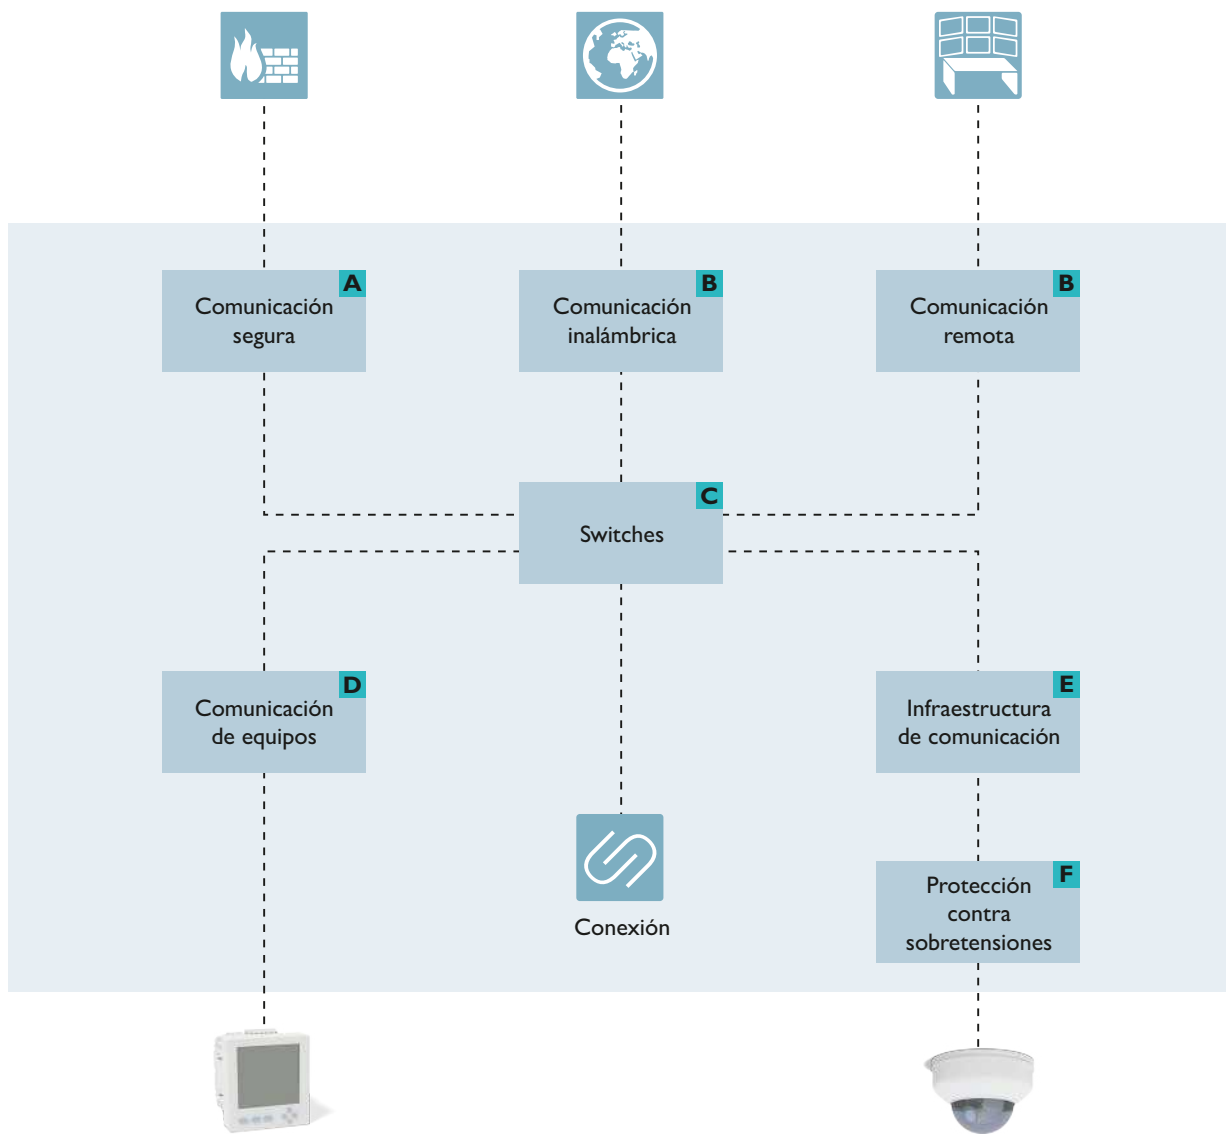 A
Comunicación
segura
B
Comunicación
inalámbrica
B
Comunicación
remota
C
Switches
D
Comunicación
de equipos
E
Infraestructura
de comunicación
Conexión
F
Protección
contra
sobretensiones